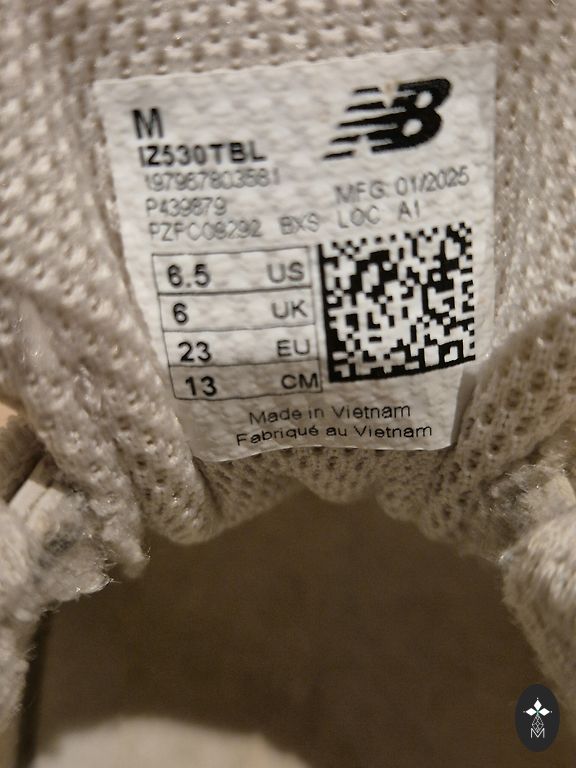 M
IZ530TBL
197967803581
P439879
PZFC08292 BXS
MFG 01/2025
LOC A1
6.5 US
6 UK
23 EU
13 CM
Made in Vietnam
Fabriqué au Vietnam
M